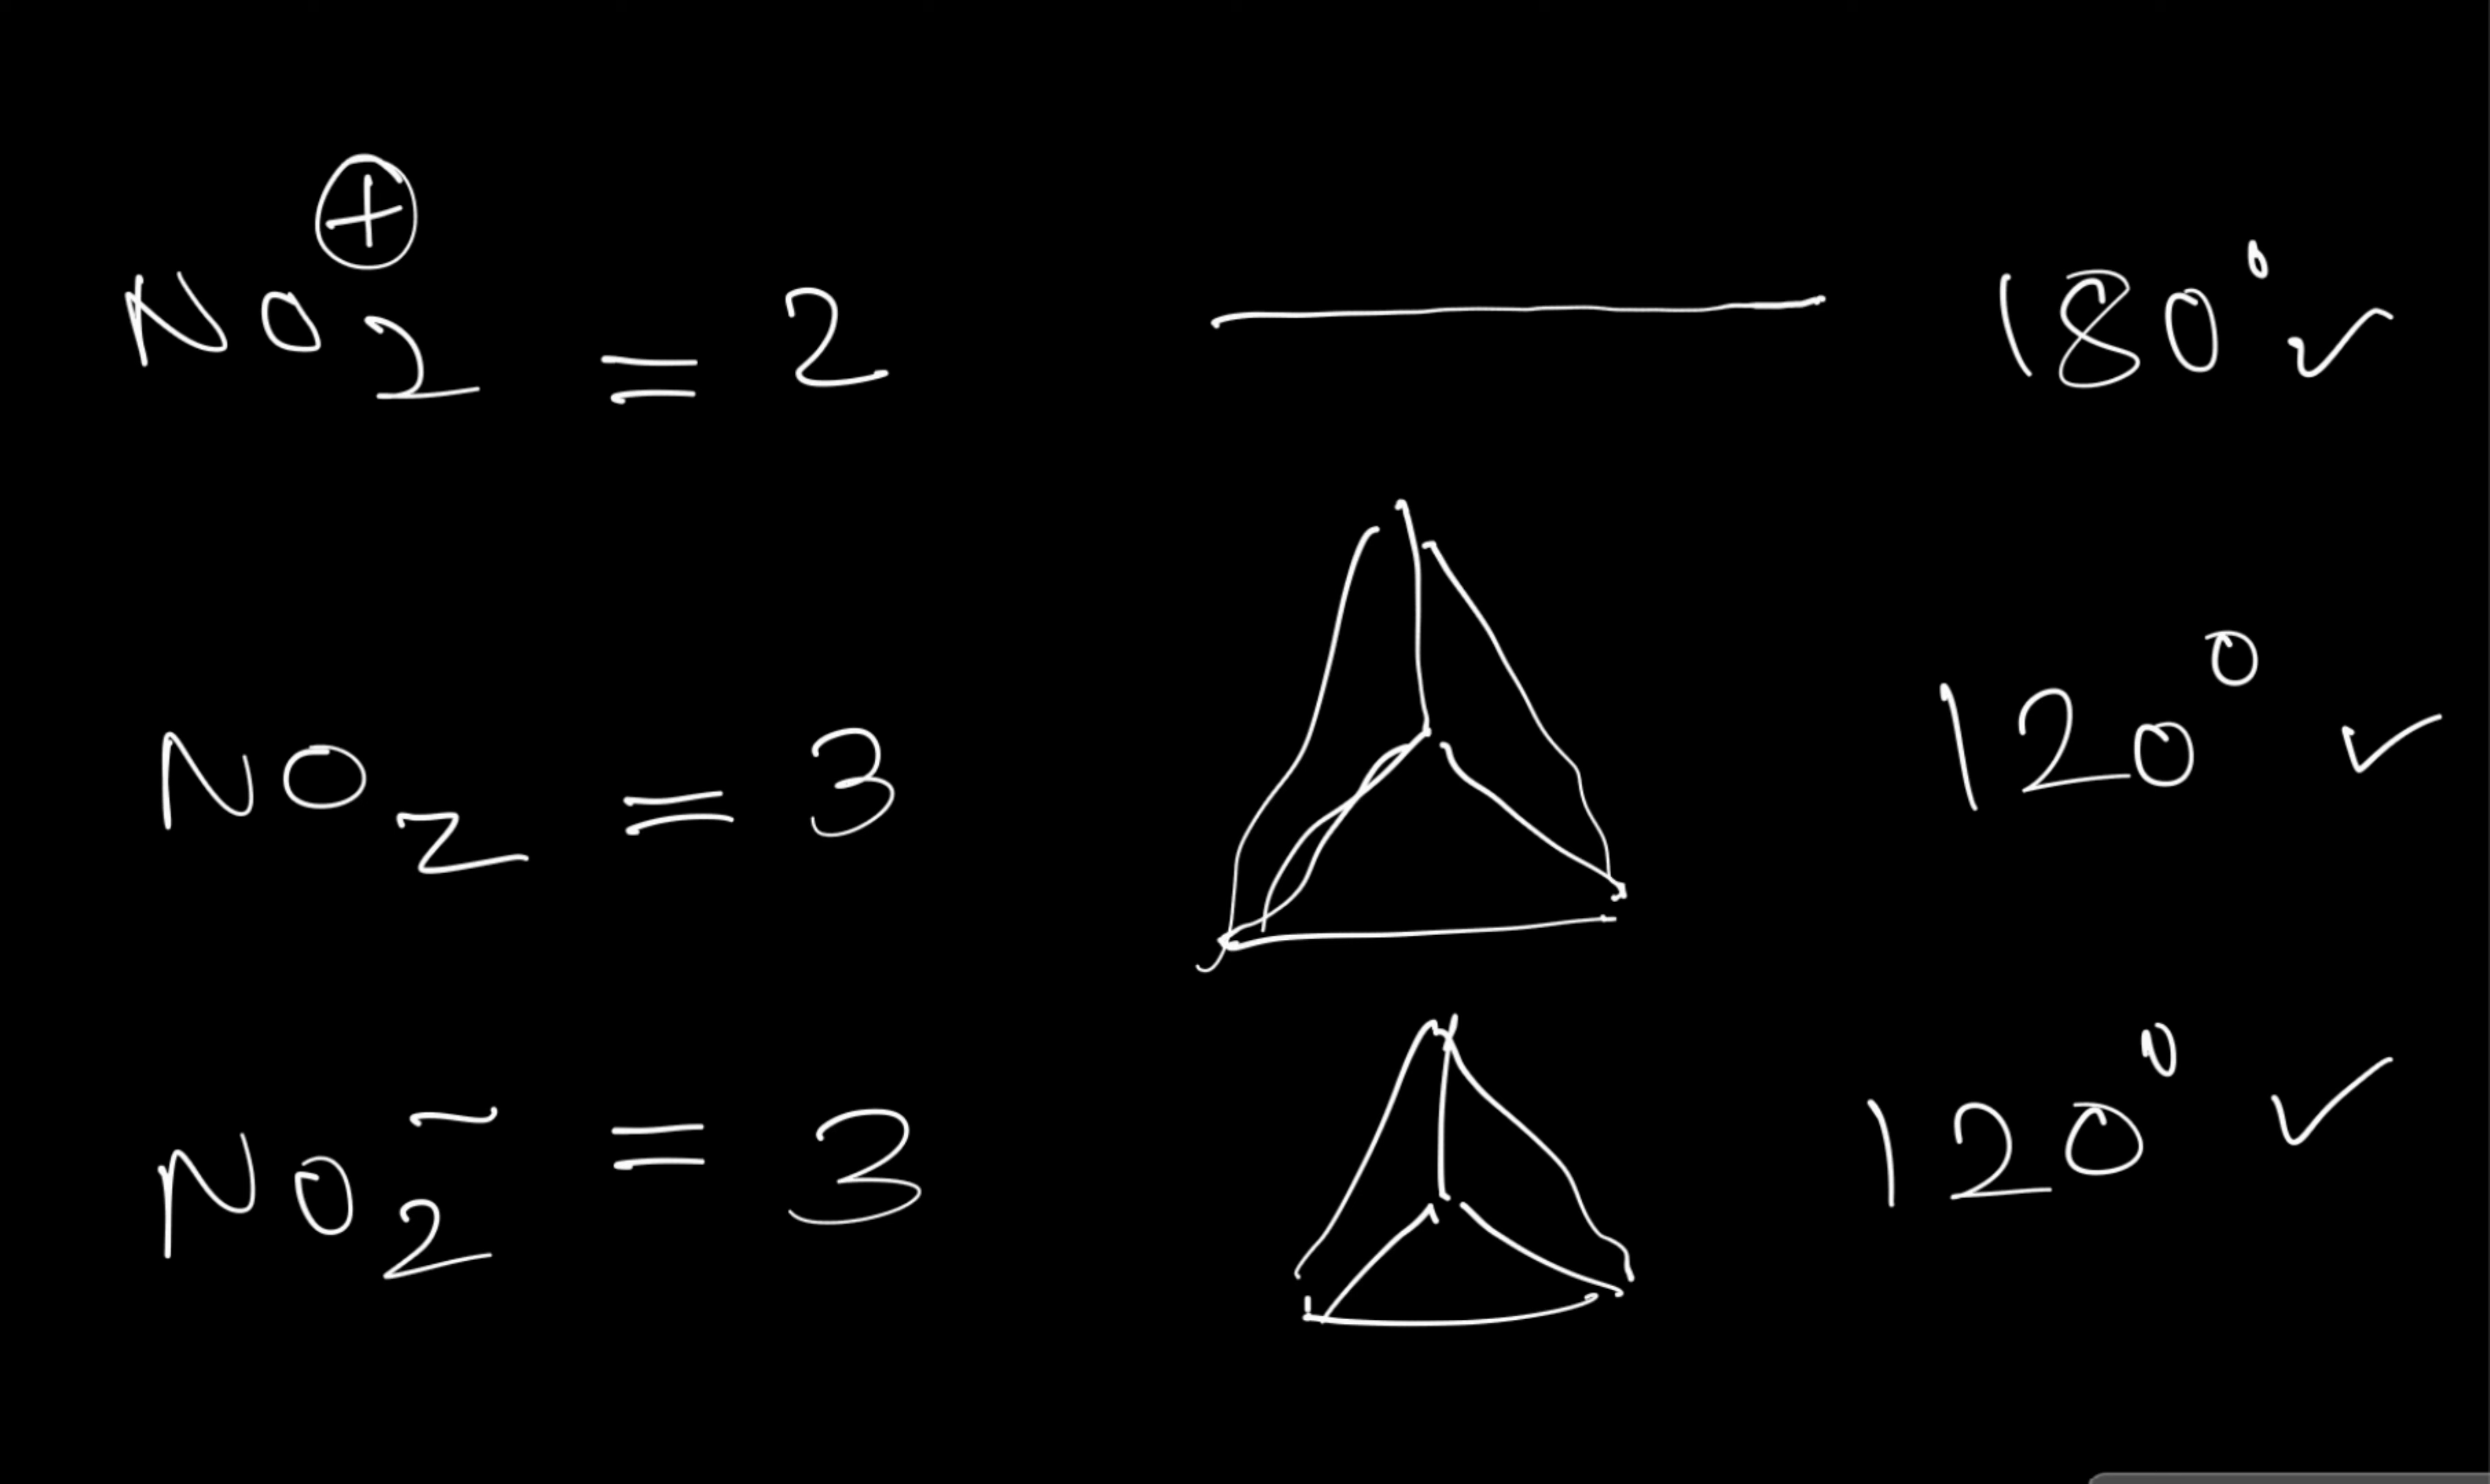 NO₂⊕ = 2 180° ✓
NO₂ = 3 120° ✓
NO₂⁻ = 3 120° ✓